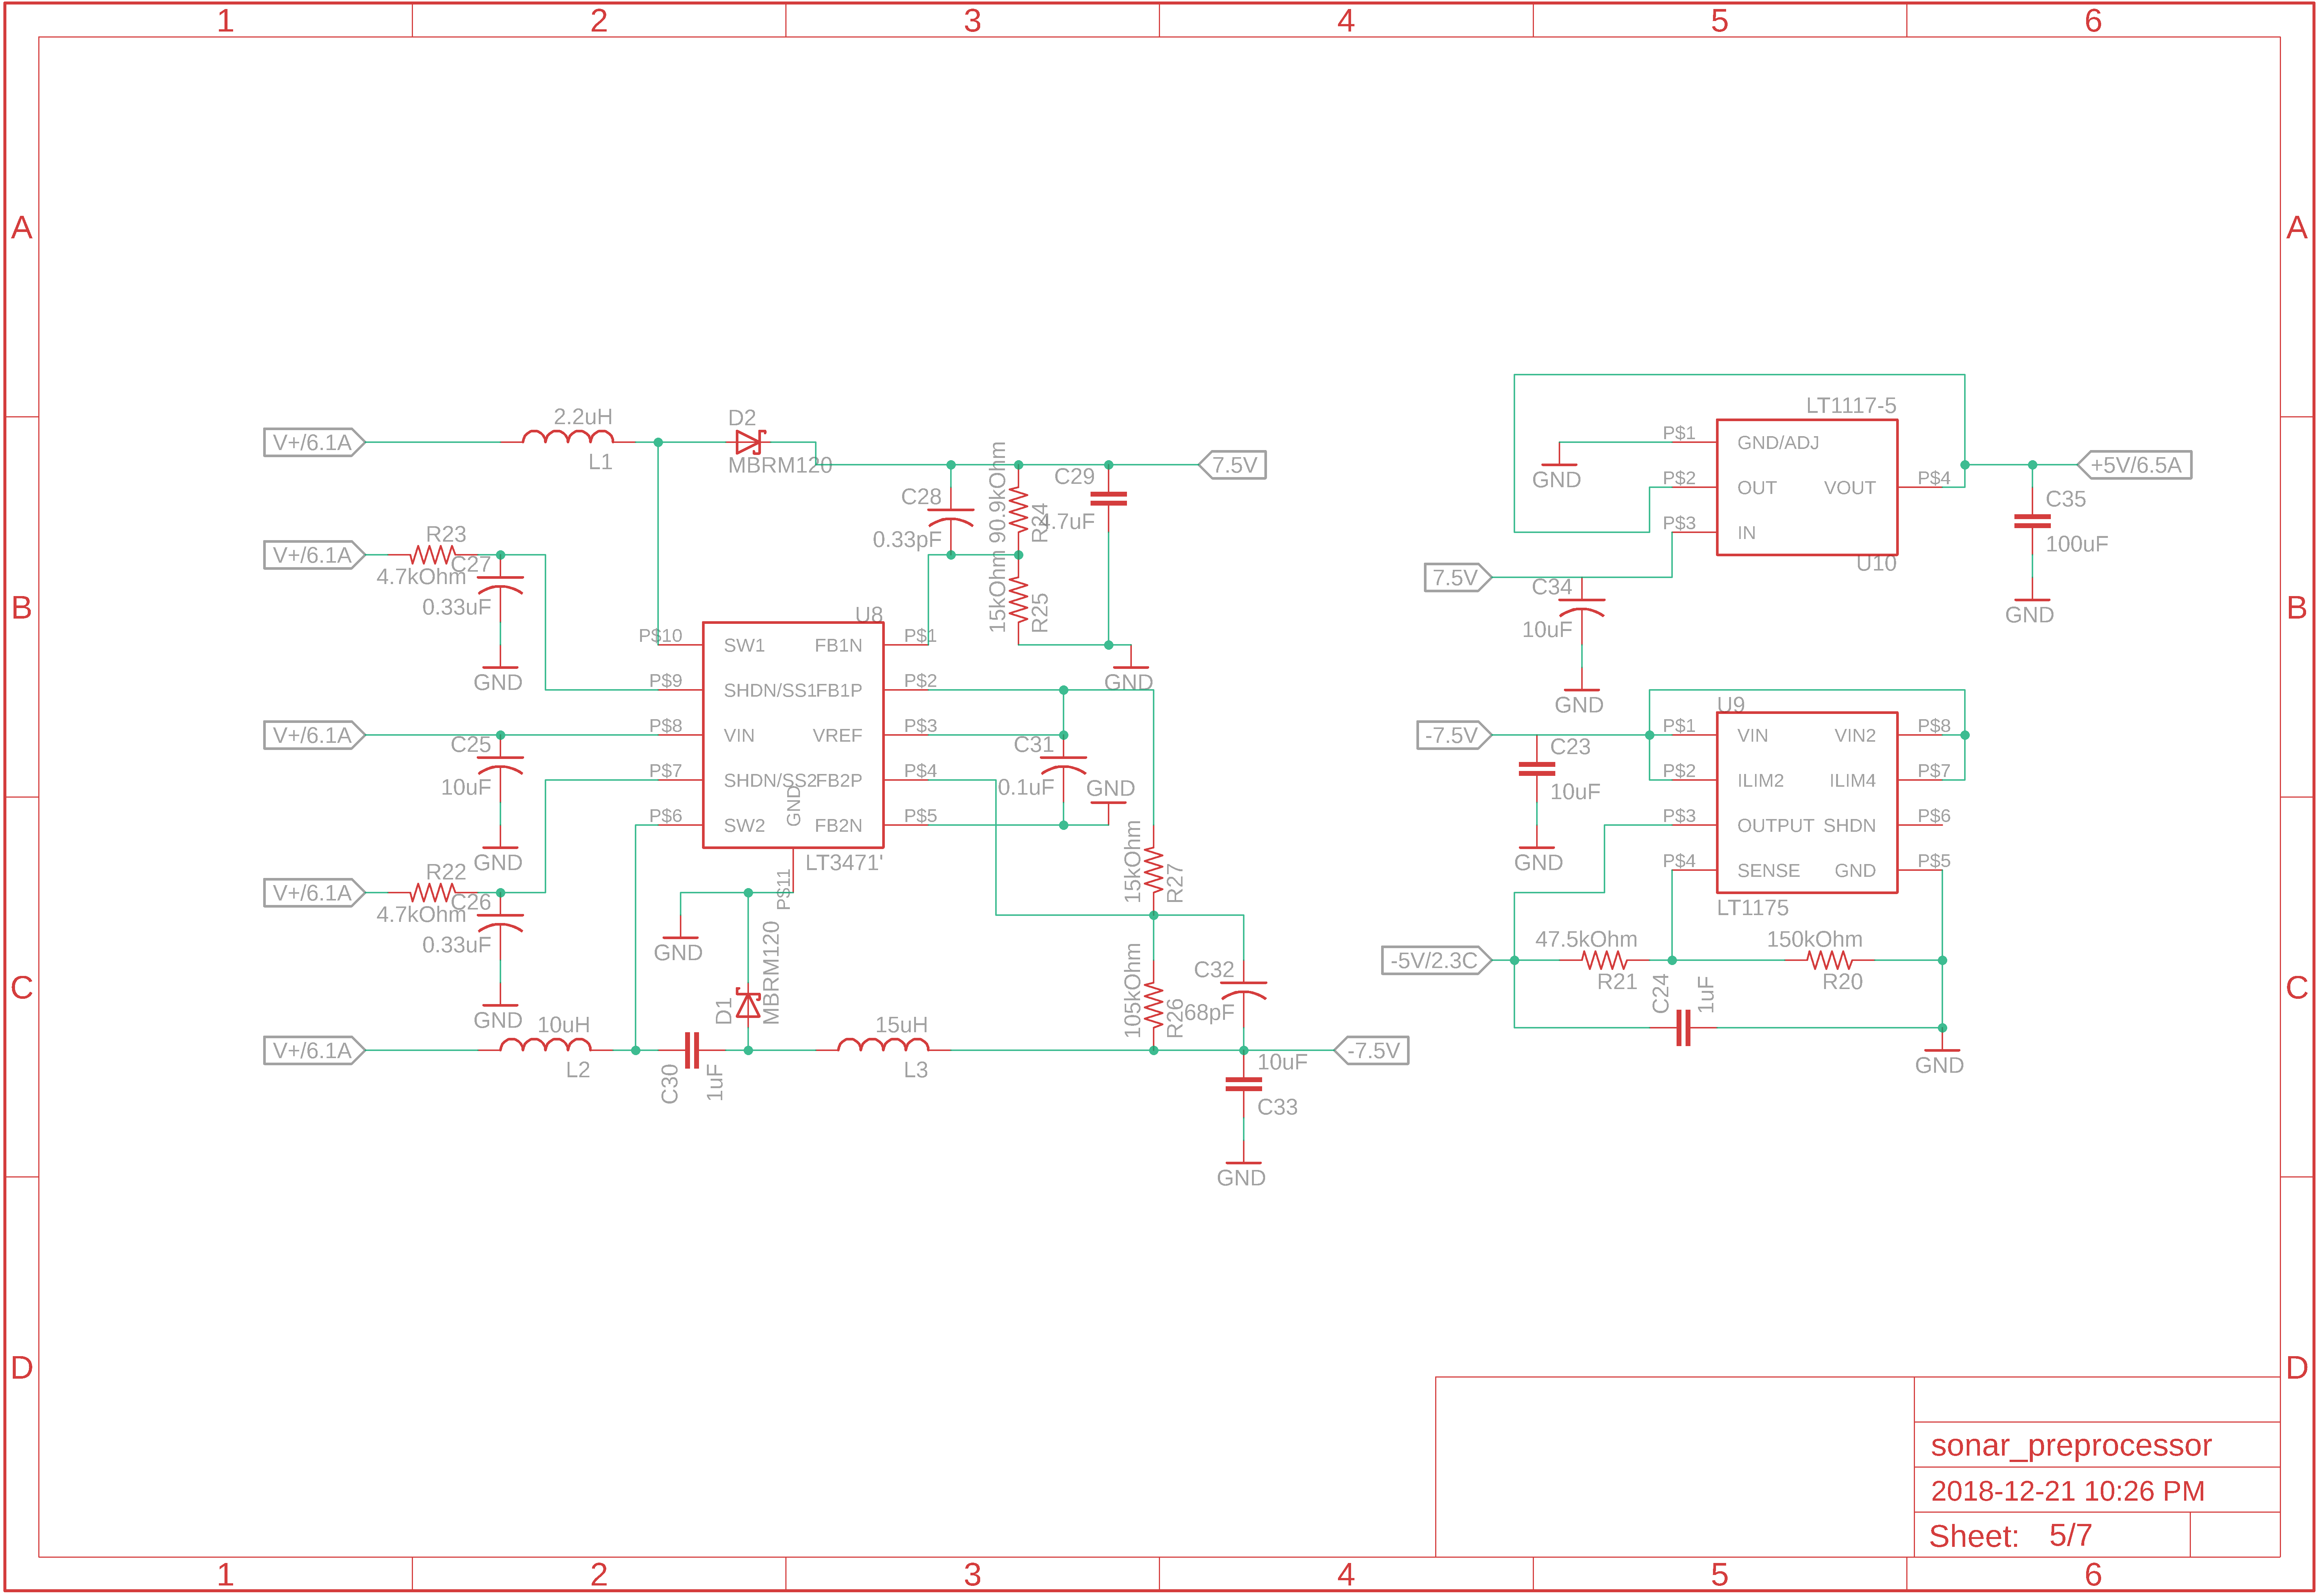 1 2 3 4 5 6
A A
B B
C C
D D
V+/6.1A
2.2uH
L1
D2
MBRM120
7.5V
C28
0.33pF
90.9kOhm
R24
C29
4.7uF
15kOhm
R25
GND
V+/6.1A
R23
4.7kOhm
C27
0.33uF
GND
U8
P$10 SW1 FB1N P$1
P$9 SHDN/SS1 FB1P P$2
P$8 VIN VREF P$3
P$7 SHDN/SS2 FB2P P$4
P$6 SW2 FB2N P$5
GND
P$11
LT3471'
V+/6.1A
C25
10uF
GND
C31
0.1uF
GND
V+/6.1A
R22
4.7kOhm
C26
0.33uF
GND
GND
D1
MBRM120
15kOhm
R27
105kOhm
R26
C32
68pF
V+/6.1A
10uH
L2
C30
1uF
15uH
L3
-7.5V
10uF
C33
GND
LT1117-5
P$1 GND/ADJ
P$2 OUT VOUT P$4
P$3 IN
U10
GND
+5V/6.5A
C35
100uF
GND
7.5V
C34
10uF
GND
U9
P$1 VIN VIN2 P$8
P$2 ILIM2 ILIM4 P$7
P$3 OUTPUT SHDN P$6
P$4 SENSE GND P$5
LT1175
-7.5V
C23
10uF
GND
-5V/2.3C
47.5kOhm
R21
150kOhm
R20
C24
1uF
GND
sonar_preprocessor
2018-12-21 10:26 PM
Sheet: 5/7
1 2 3 4 5 6